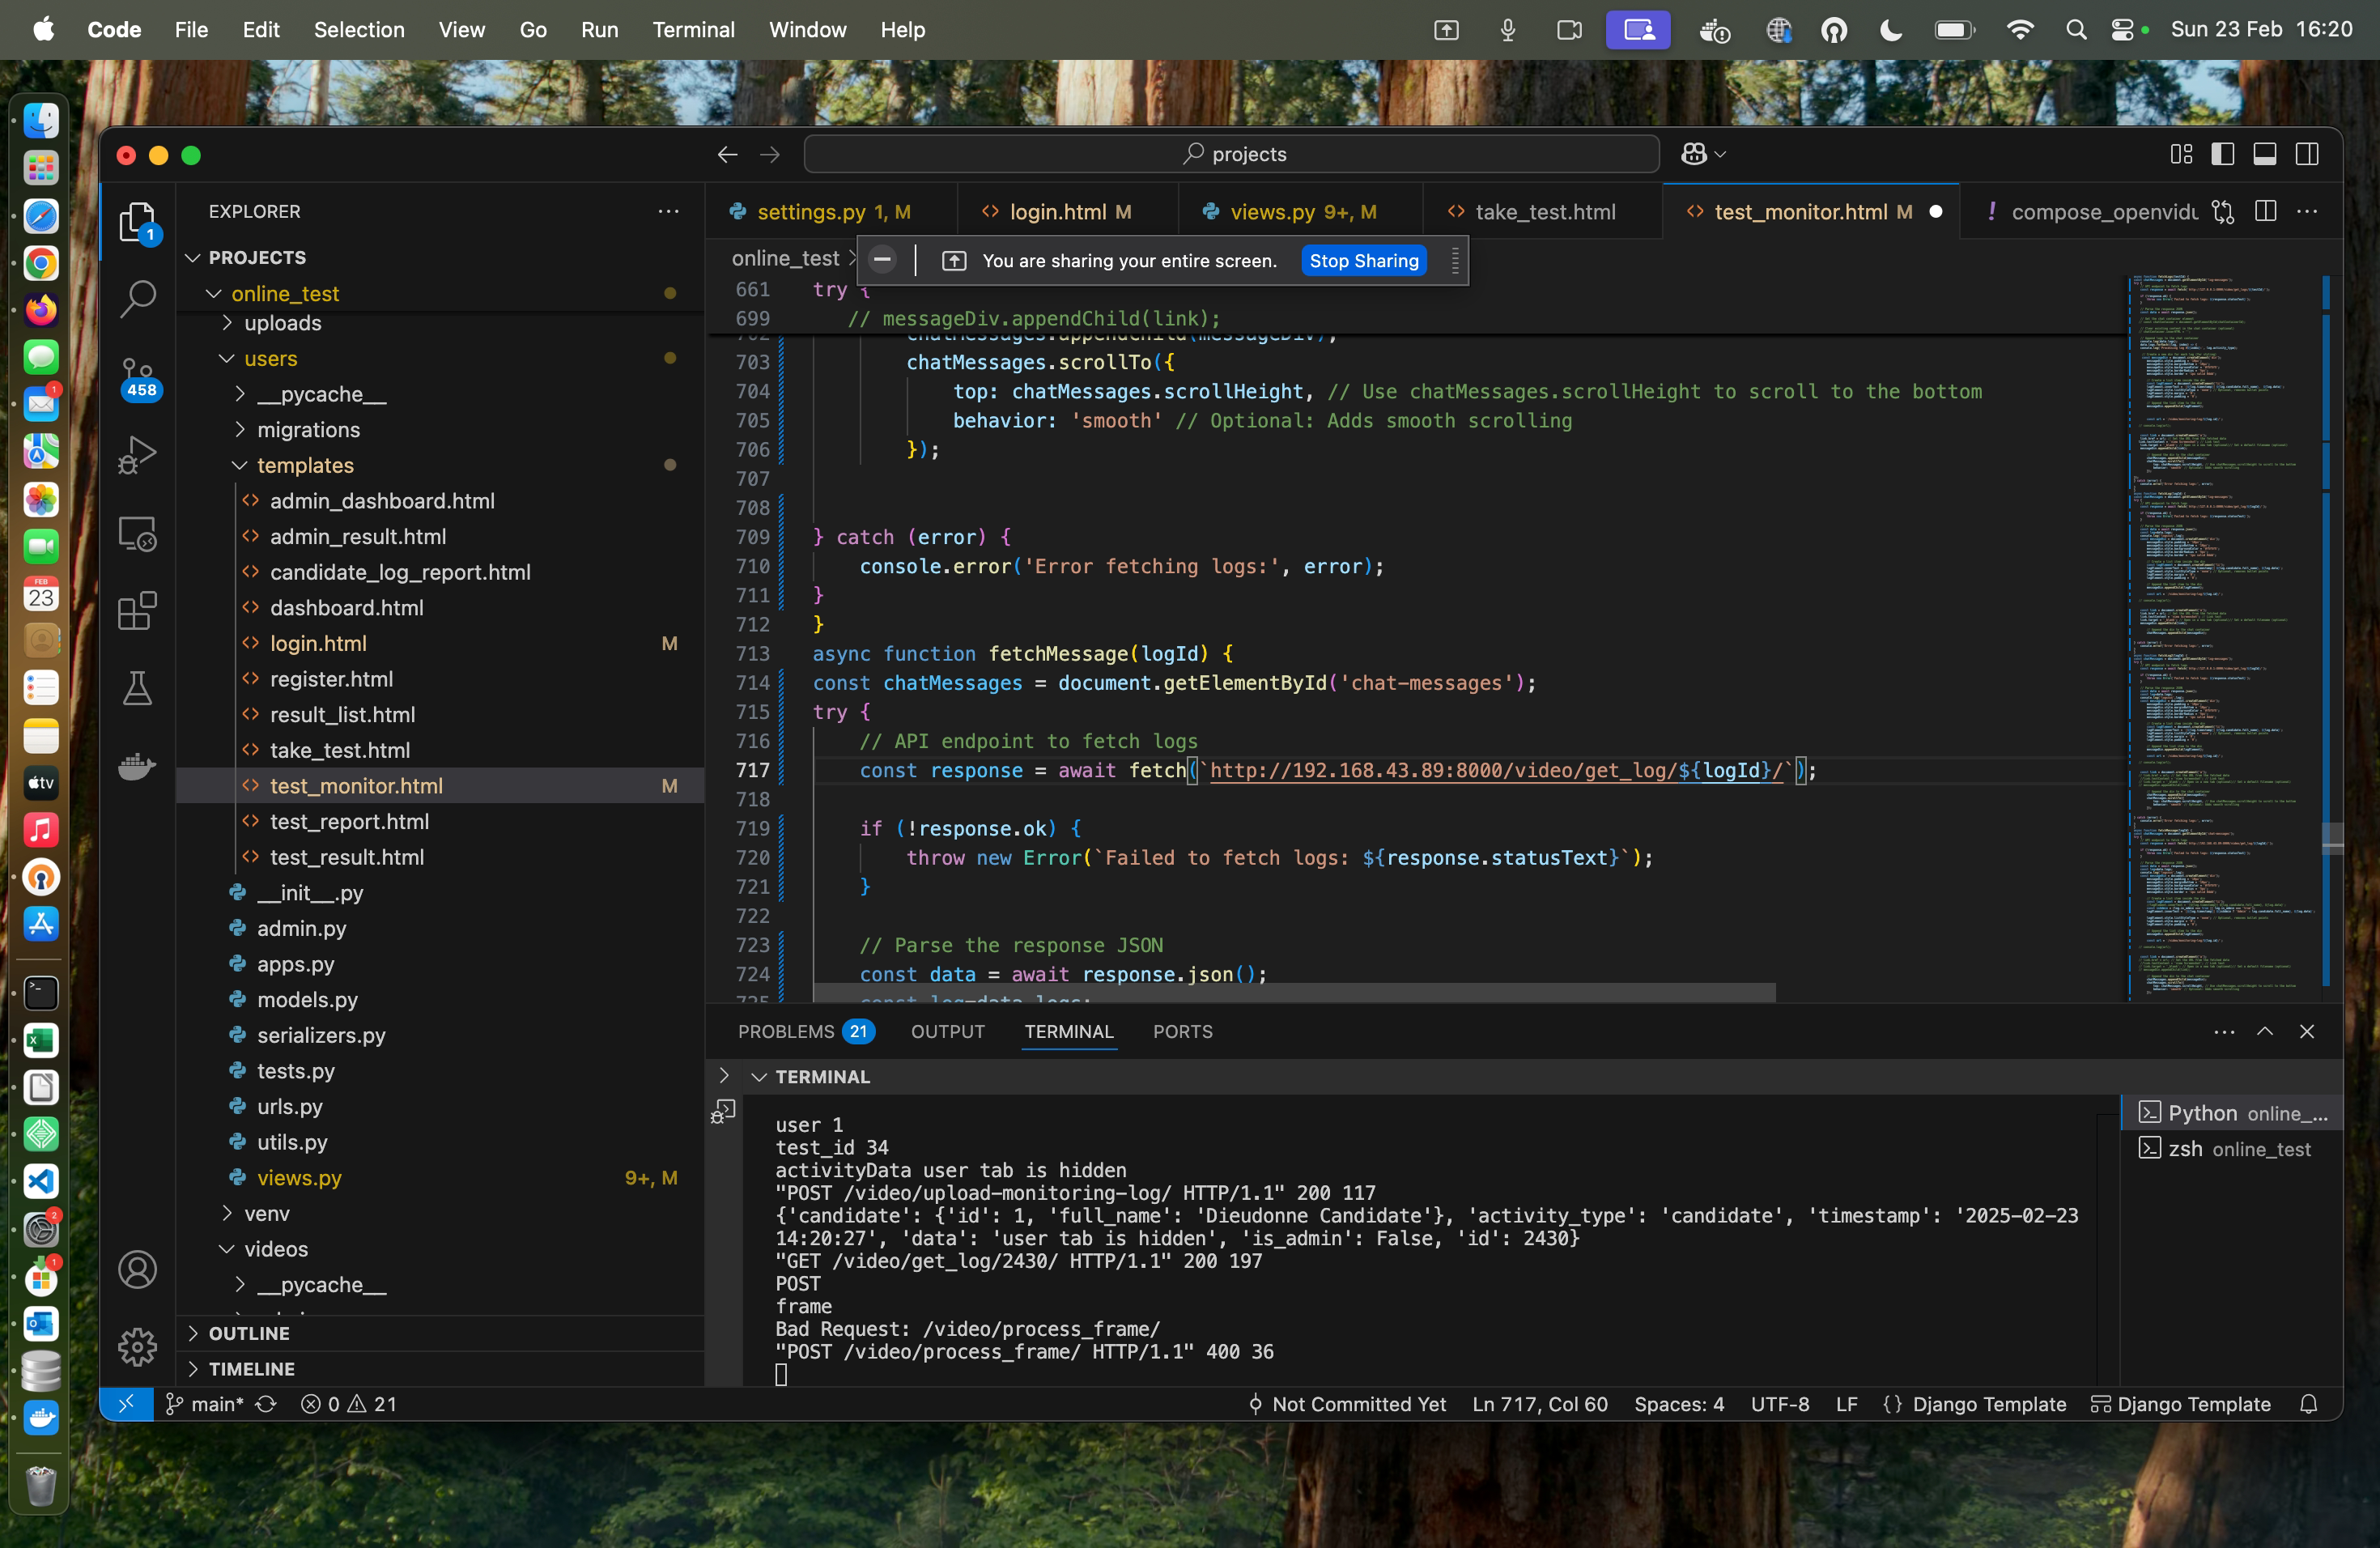 Code File Edit Selection View Go Run Terminal Window Help Sun 23 Feb 16:20
projects
EXPLORER
PROJECTS
online_test
uploads
users
__pycache__
migrations
templates
admin_dashboard.html
admin_result.html
candidate_log_report.html
dashboard.html
login.html M
register.html
result_list.html
take_test.html
test_monitor.html M
test_report.html
test_result.html
__init__.py
admin.py
apps.py
models.py
serializers.py
tests.py
urls.py
utils.py
views.py 9+, M
venv
videos
__pycache__
OUTLINE
TIMELINE
1
458
FEB
23
tv
settings.py 1, M login.html M views.py 9+, M take_test.html test_monitor.html M ! compose_openvidu
online_test >
You are sharing your entire screen. Stop Sharing
661 try {
699 // messageDiv.appendChild(link);
702 chatMessages.appendChild(messageDiv);
703 chatMessages.scrollTo({
704 top: chatMessages.scrollHeight, // Use chatMessages.scrollHeight to scroll to the bottom
705 behavior: 'smooth' // Optional: Adds smooth scrolling
706 });
707
708
709 } catch (error) {
710 console.error('Error fetching logs:', error);
711 }
712 }
713 async function fetchMessage(logId) {
714 const chatMessages = document.getElementById('chat-messages');
715 try {
716 // API endpoint to fetch logs
717 const response = await fetch(`http://192.168.43.89:8000/video/get_log/${logId}/`);
718
719 if (!response.ok) {
720 throw new Error(`Failed to fetch logs: ${response.statusText}`);
721 }
722
723 // Parse the response JSON
724 const data = await response.json();
725 const log=data.logs;
PROBLEMS 21 OUTPUT TERMINAL PORTS
TERMINAL
user 1
test_id 34
activityData user tab is hidden
"POST /video/upload-monitoring-log/ HTTP/1.1" 200 117
{'candidate': {'id': 1, 'full_name': 'Dieudonne Candidate'}, 'activity_type': 'candidate', 'timestamp': '2025-02-23
14:20:27', 'data': 'user tab is hidden', 'is_admin': False, 'id': 2430}
"GET /video/get_log/2430/ HTTP/1.1" 200 197
POST
frame
Bad Request: /video/process_frame/
"POST /video/process_frame/ HTTP/1.1" 400 36
Python online_...
zsh online_test
main* 0 21 Not Committed Yet Ln 717, Col 60 Spaces: 4 UTF-8 LF {} Django Template Django Template